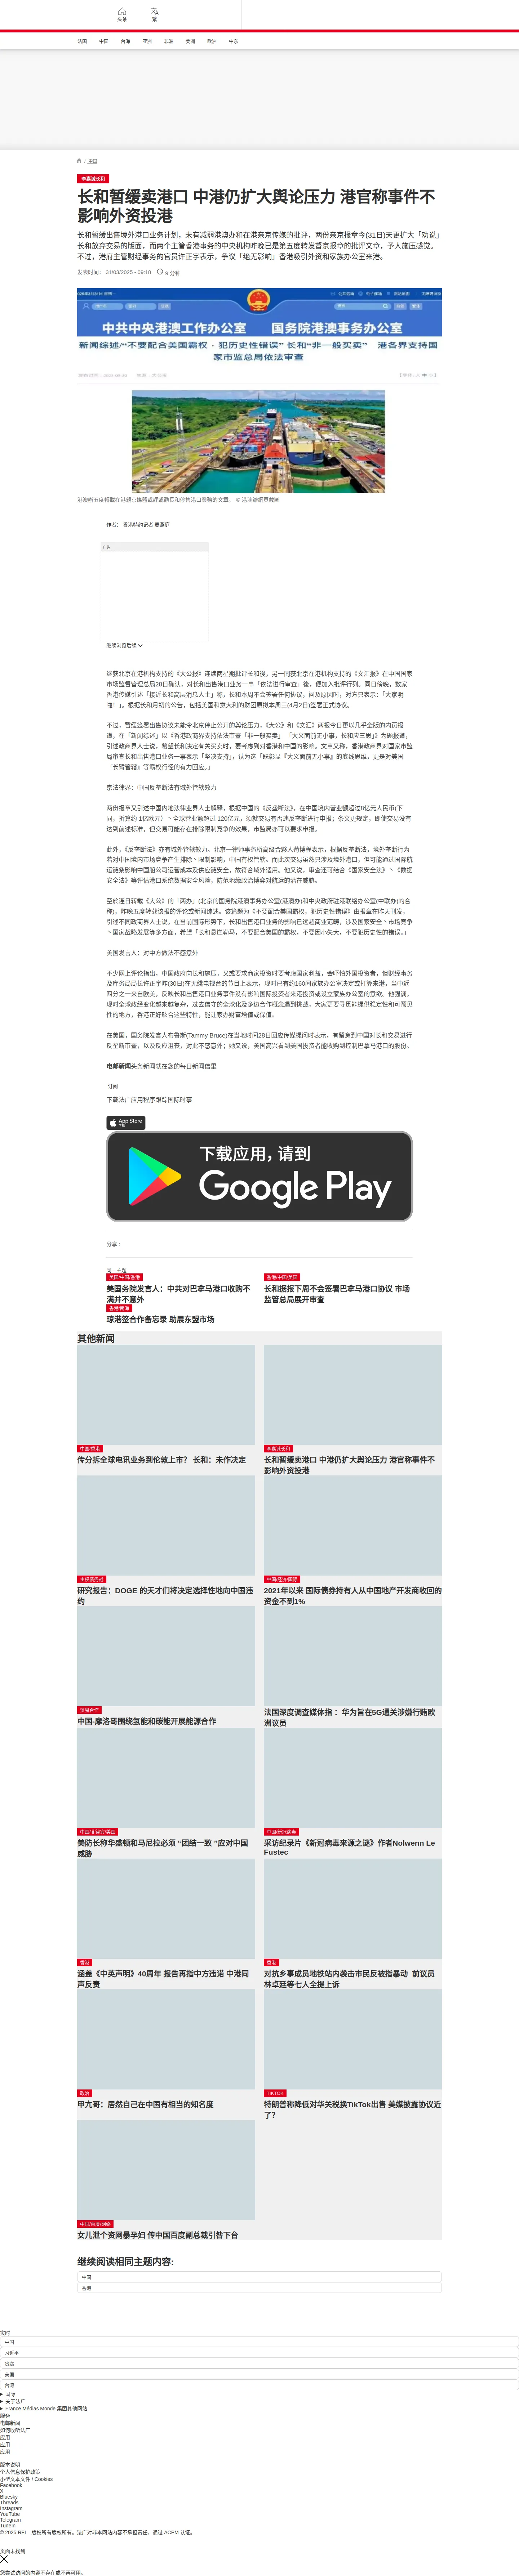 头条
繁
法国
中国
台海
亚洲
非洲
美洲
欧洲
中东
/ 中国
李嘉诚长和
长和暂缓卖港口 中港仍扩大舆论压力 港官称事件不
影响外资投港
长和暂缓出售境外港口业务计划，未有减弱港澳办和在港亲京传媒的批评，两份亲京报章今(31日)天更扩大「劝说」
长和放弃交易的版面，而两个主管香港事务的中央机构昨晚已是第五度转发督京报章的批评文章，予人施压感觉。
不过，港府主管财经事务的官员许正宇表示，争议「绝无影响」香港吸引外资和家族办公室来港。
发表时间： 31/03/2025 - 09:18
9 分钟
中共中央港澳工作办公室 国务院港澳事务办公室
新闻综述/“不要配合美国霸权 · 犯历史性错误” 长和“非一般买卖” 港各界支持国
家市监总局依法审查
港澳辦五度轉載在港親京媒體或評或勸長和停售港口業務的文章。 © 港澳辦網頁截圖
作者： 香港特约记者 麦燕庭
广告
继续浏览后续
继获北京在港机构支持的《大公报》连续两星期批评长和後，另一同获北京在港机构支持的《文汇报》在中国国家
市场监督管理总局28日确认，对长和出售港口业务一事「依法进行审查」後，便加入批评行列。同日傍晚，数家
香港传媒引述「接近长和高层消息人士」称，长和本周不会签署任何协议，问及原因时，对方只表示:「大家明
啦! 」。根据长和月初的公告，包括美国和意大利的财团原拟本周三(4月2日)签署正式协议。
不过，暂缓签署出售协议未能令北京停止公开的舆论压力，《大公》和《文汇》两报今日更以几乎全版的内页报
道，在「新闻综述」以《香港政商界支持依法审查「非一般买卖」 「大义面前无小事，长和应三思」》为题报道，
引述政商界人士说，希望长和决定有关买卖时，要考虑到对香港和中国的影响。文章又称，香港政商界对国家市监
局审查长和出售港口业务一事表示「坚决支持」，认为这「既彰显『大义面前无小事』的底线思维，更是对美国
『长臂管辖』等霸权行径的有力回应。」
亲法律界：中国反垄断法有域外管辖效力
两份报章又引述中国内地法律业界人士解释，根据中国的《反垄断法》，在中国境内营业额超过8亿元人民币(下
同，折算约 1亿欧元) 丶全球营业额超过 120亿元，须就交易有否违反垄断进行申报；条文更规定，即使交易没有
达到前述标准，但交易可能存在排除限制竞争的效果，市监局亦可以要求申报。
此外，《反垄断法》亦有域外管辖效力。北京一律师事务所高级合夥人苟博程表示，根据反垄断法，境外垄断行为
若对中国境内市场竞争产生排除丶限制影响，中国有权管辖。而此次交易虽然只涉及境外港口，但可能通过国际航
运链条影响中国船公司运营成本及供应链安全，故符合域外适用。他又说，审查还可结合《国家安全法》丶《数据
安全法》等评估港口系统数据安全风险，防范地缘政治博弈对航运的潜在威胁。
至於连日转载《大公》的「两办」(北京的国务院港澳事务办公室(港澳办)和中央政府驻港联络办公室(中联办)的合
称)，昨晚五度转载该报的评论或新闻综述。该篇题为《不要配合美国霸权，犯历史性错误》由报章在昨天刊发，
引述不同政商界人士说，在当前国际形势下，长和出售港口业务的影响已远超商业范畴，涉及国家安全丶市场竞争
丶国家战略发展等多方面，希望「长和悬崖勒马，不要配合美国的霸权，不要因小失大，不要犯历史性的错误。」
美国发言人：对中方做法不感意外
不少网上评论指出，中国政府向长和施压，又或要求商家投资时要考虑国家利益，会吓怕外国投资者，但财经事务
及库务局局长许正宇昨(30日)在无綫电视台的节目上表示，现时已有约160间家族办公室决定或打算来港，当中近
四分之一来自欧美，反映长和出售港口业务事件没有影响国际投资者来港投资或设立家族办公室的意欲。他强调，
现时全球政经变化越来越复杂，过去信守的全球化及多边合作概念遇到挑战，大家更要寻觅能提供稳定性和可预见
性的地方，香港正好就合这些特性，能让家办财富增值或保值。
在美国，国务院发言人布鲁斯(Tammy Bruce)在当地时间28日回应传媒提问时表示，有留意到中国对长和交易进行
反垄断审查，以及反应沮丧，对此不感意外；她又说，美国高兴看到美国投资者能收购到控制巴拿马港口的股份。
电邮新闻头条新闻就在您的每日新闻信里
订阅
下载法广应用程序跟踪国际时事
App Store
下载应用，请到
Google Play
分享 :
同一主题
美国/中国/香港
美国务院发言人：中共对巴拿马港口收购不
满并不意外
香港/中国/美国
长和据报下周不会签署巴拿马港口协议 市场
监管总局展开审查
香港/南海
琼港签合作备忘录 助展东盟市场
其他新闻
中国/香港
传分拆全球电讯业务到伦敦上市？ 长和：未作决定
李嘉诚长和
长和暂缓卖港口 中港仍扩大舆论压力 港官称事件不
影响外资投港
主权债务战
研究报告：DOGE 的天才们将决定选择性地向中国违
约
中国/经济/国际
2021年以来 国际债券持有人从中国地产开发商收回的
资金不到1%
贸易合作
中国-摩洛哥围绕氢能和碳能开展能源合作
法国深度调查媒体指 ：华为旨在5G通关涉嫌行贿欧
洲议员
中国/菲律宾/美国
美防长称华盛顿和马尼拉必须 “团结一致 ”应对中国
威胁
中国/新冠病毒
采访纪录片《新冠病毒来源之谜》作者Nolwenn Le
Fustec
香港
涵盖《中英声明》40周年 报告再指中方违诺 中港同
声反责
香港
对抗乡事成员地铁站内袭击市民反被指暴动 前议员
林卓廷等七人全提上诉
政治
甲亢哥：居然自己在中国有相当的知名度
TIKTOK
特朗普称降低对华关税换TikTok出售 美媒披露协议近
了?
中国/百度/网络
女儿泄个资网暴孕妇 传中国百度副总裁引咎下台
继续阅读相同主题内容:
中国
香港
实时
中国
习近平
贪腐
美国
台湾
国际
关于法广
France Médias Monde 集团其他网站
服务
电邮新闻
如何收听法广
应用
应用
应用
版本说明
个人信息保护政策
小型文本文件 / Cookies
Facebook
X
Bluesky
Threads
Instagram
YouTube
Telegram
TuneIn
© 2025 RFI – 版权所有版权所有。法广对非本网站内容不承担责任。通过 ACPM 认证。
页面未找到
您尝试访问的内容不存在或不再可用。